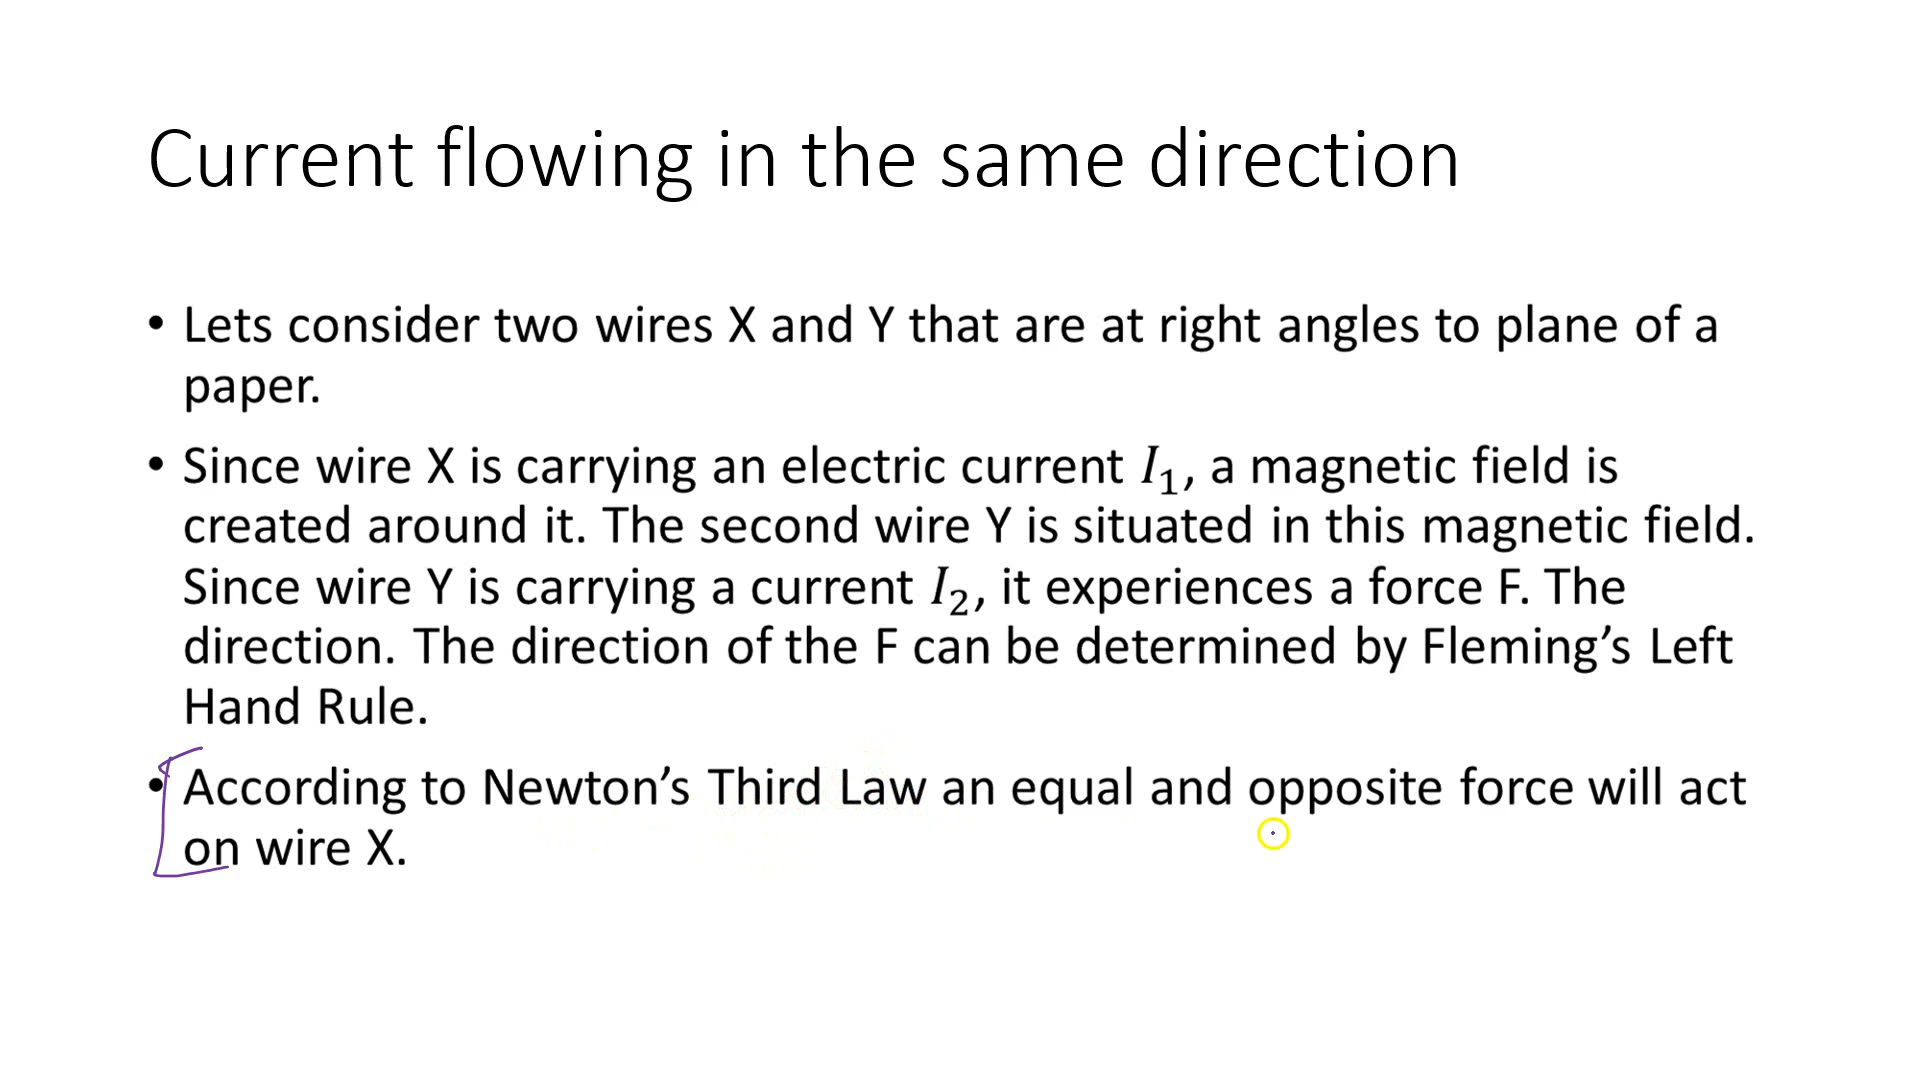 Current flowing in the same direction
• Lets consider two wires X and Y that are at right angles to plane of a
paper.
• Since wire X is carrying an electric current I₁, a magnetic field is
created around it. The second wire Y is situated in this magnetic field.
Since wire Y is carrying a current I₂, it experiences a force F. The
direction. The direction of the F can be determined by Fleming’s Left
Hand Rule.
• According to Newton’s Third Law an equal and opposite force will act
on wire X.